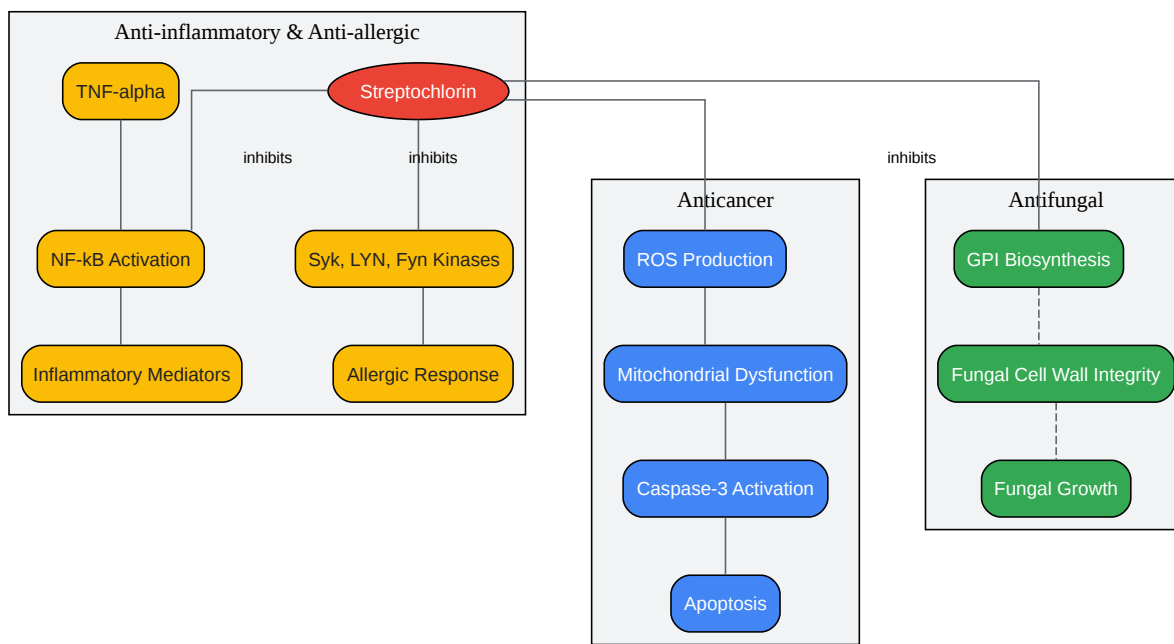 Anti-inflammatory & Anti-allergic
TNF-alpha
Streptochlorin
inhibits
inhibits
inhibits
Anticancer
Antifungal
NF-kB Activation
Syk, LYN, Fyn Kinases
ROS Production
GPI Biosynthesis
Inflammatory Mediators
Allergic Response
Mitochondrial Dysfunction
Fungal Cell Wall Integrity
Caspase-3 Activation
Fungal Growth
Apoptosis